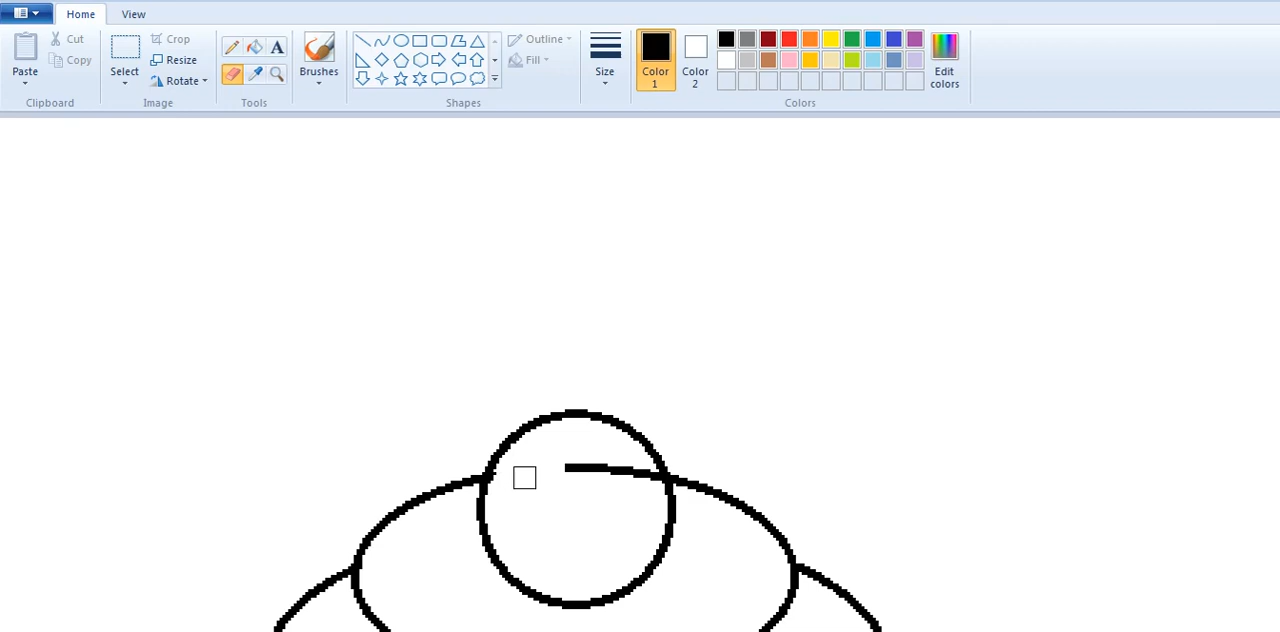 Home View
Cut
Copy
Paste
Clipboard
Select
Crop
Resize
Rotate
Image
A
Tools
Brushes
Shapes
Outline
Fill
Size
Color 1
Color 2
Edit colors
Colors